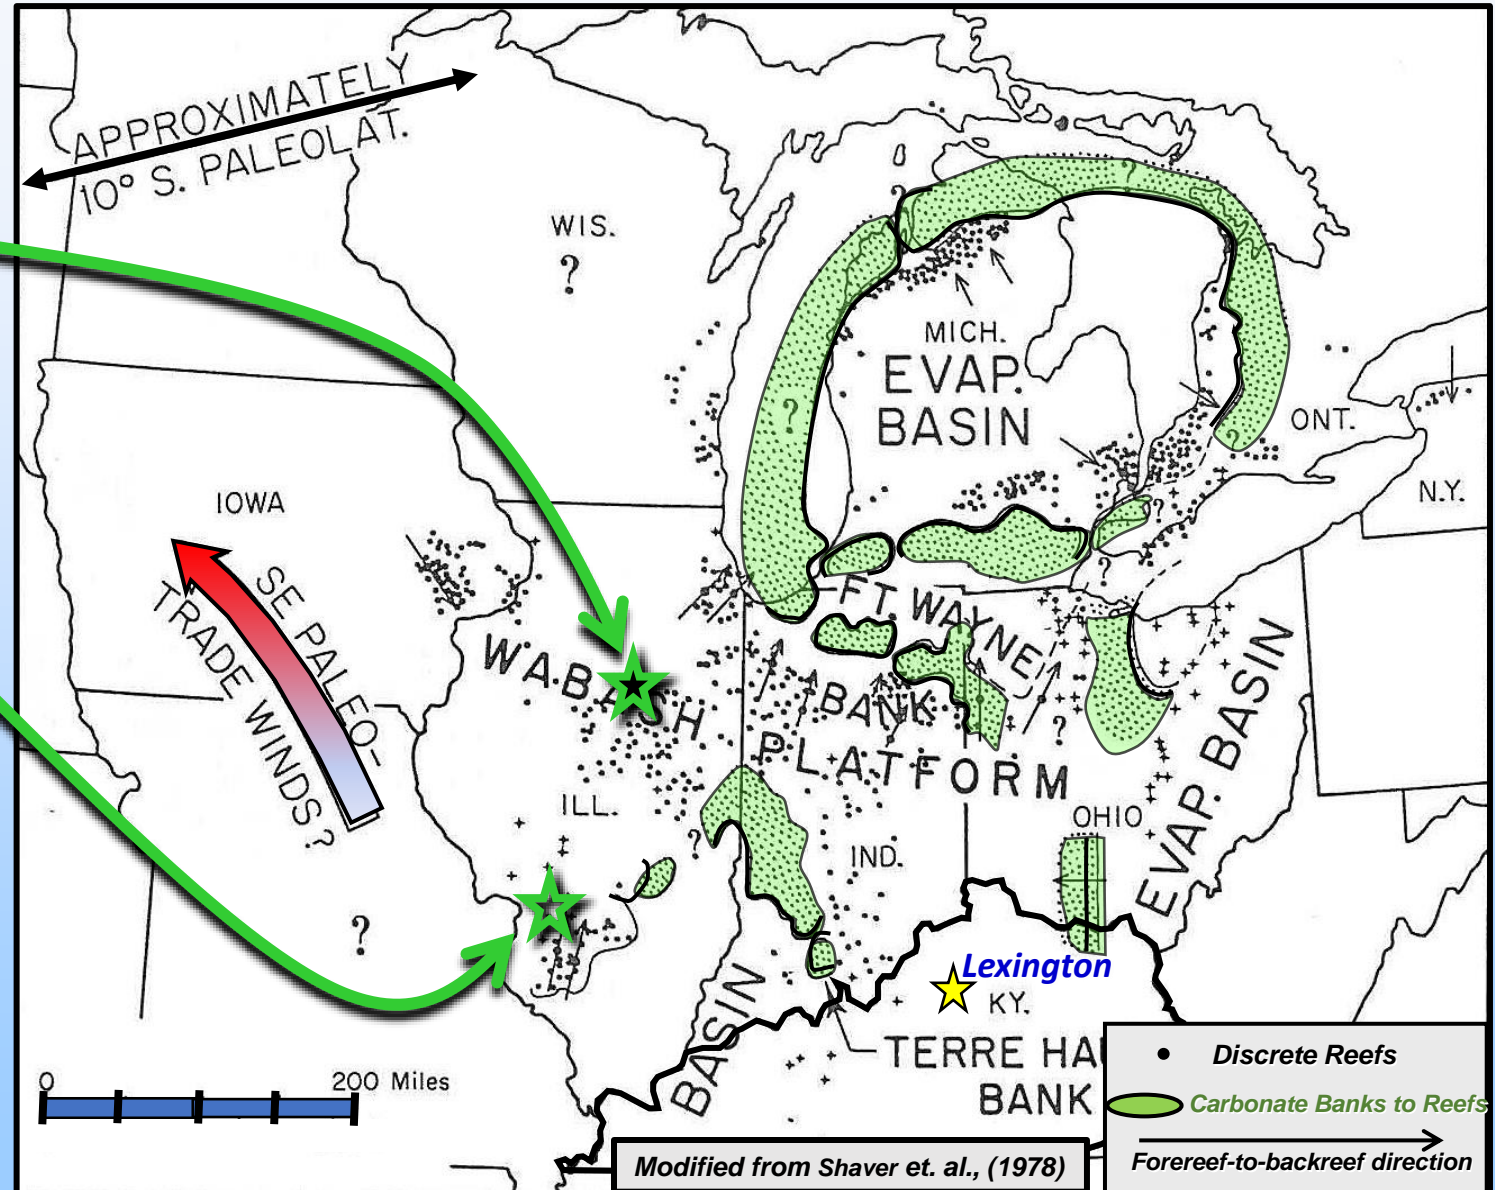 APPROXIMATELY
10° S. PALEOLAT.
WIS.
?
?
?
MICH.
EVAP.
BASIN
?
ONT.
?
N.Y.
IOWA
SE PALEO-
TRADE WINDS?
?
?
FT. WAYNE
BANK
WABASH
PLATFORM
?
ILL.
?
IND.
OHIO
EVAP. BASIN
?
BASIN
Lexington
KY.
TERRE HA
BANK
0
200 Miles
Discrete Reefs
Carbonate Banks to Reefs
Forereef-to-backreef direction
Modified from Shaver et. al., (1978)